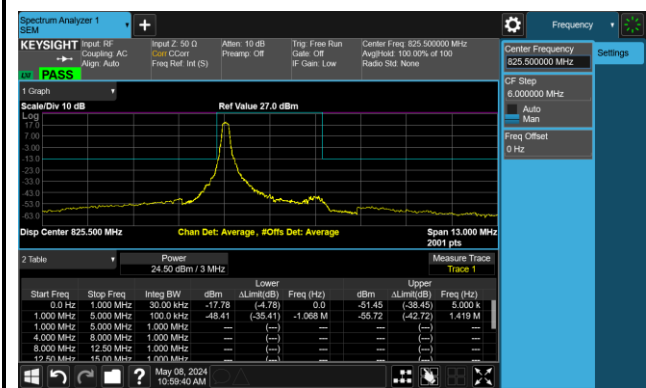 Spectrum Analyzer 1
SEM
+
Frequency
KEYSIGHT
Input: RF
Coupling: AC
Align: Auto
Input Z: 50 Ω
Corr CCorr
Freq Ref: Int (S)
Atten: 10 dB
Preamp: Off
Trig: Free Run
Gate: Off
IF Gain: Low
Center Freq: 825.500000 MHz
Avg|Hold: 100.00% of 100
Radio Std: None
PASS
Center Frequency
825.500000 MHz
Settings
CF Step
6.000000 MHz
Auto
Man
Freq Offset
0 Hz
1 Graph
Scale/Div 10 dB
Ref Value 27.0 dBm
Log
17.0
7.00
-3.00
-13.0
-23.0
-33.0
-43.0
-53.0
-63.0
Disp Center 825.500 MHz
Chan Det: Average, #Offs Det: Average
Span 13.000 MHz
2001 pts
2 Table
Power
24.50 dBm / 3 MHz
Measure Trace
Trace 1
Lower Upper
Start Freq Stop Freq Integ BW dBm ΔLimit(dB) Freq (Hz) dBm ΔLimit(dB) Freq (Hz)
0.0 Hz 1.000 MHz 30.00 kHz -17.78 (-4.78) 0.0 -51.45 (-38.45) 5.000 k
1.000 MHz 5.000 MHz 100.0 kHz -48.41 (-35.41) -1.068 M -55.72 (-42.72) 1.419 M
1.000 MHz 5.000 MHz 1.000 MHz --- (---) --- --- (---) ---
4.000 MHz 8.000 MHz 1.000 MHz --- (---) --- --- (---) ---
8.000 MHz 12.50 MHz 1.000 MHz --- (---) --- --- (---) ---
12.50 MHz 15.00 MHz 1.000 MHz --- (---) --- --- (---) ---
?
May 08, 2024
10:59:40 AM